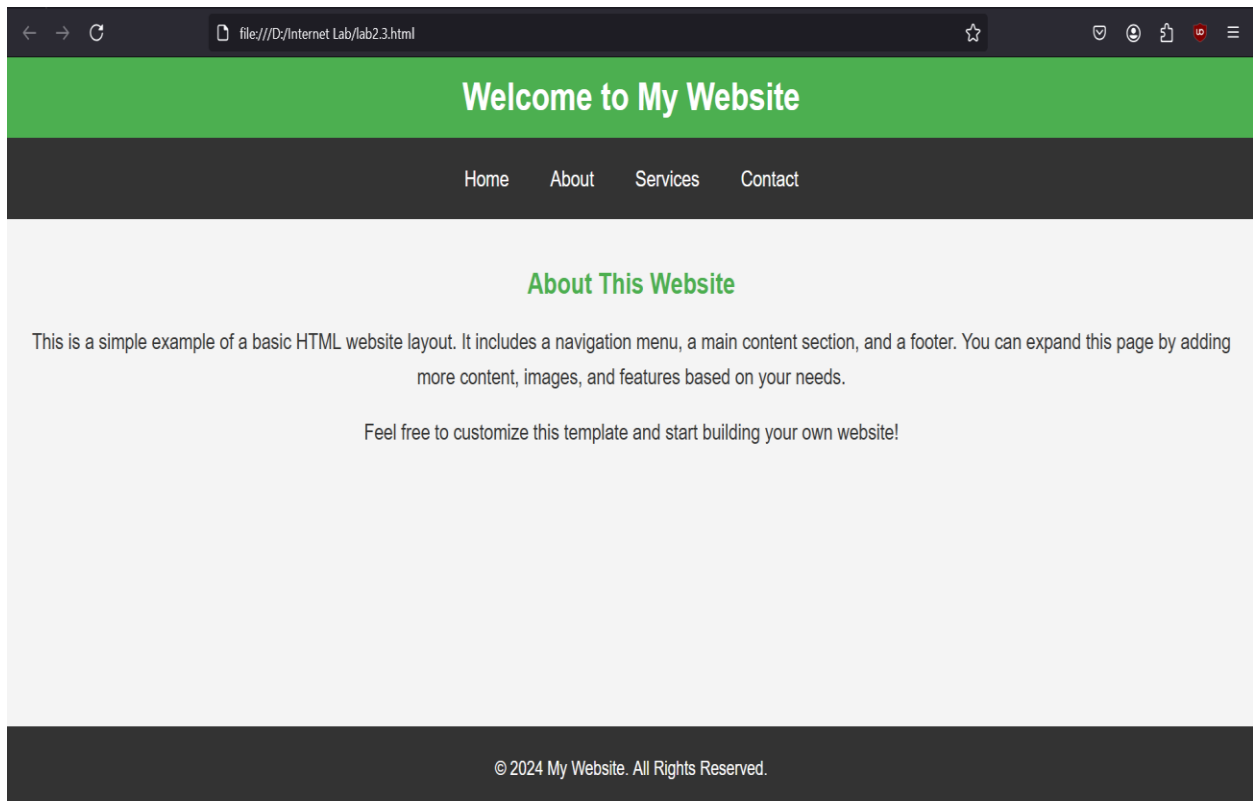 file:///D:/Internet Lab/lab2.3.html
Welcome to My Website
Home About Services Contact
About This Website
This is a simple example of a basic HTML website layout. It includes a navigation menu, a main content section, and a footer. You can expand this page by adding
more content, images, and features based on your needs.
Feel free to customize this template and start building your own website!
© 2024 My Website. All Rights Reserved.